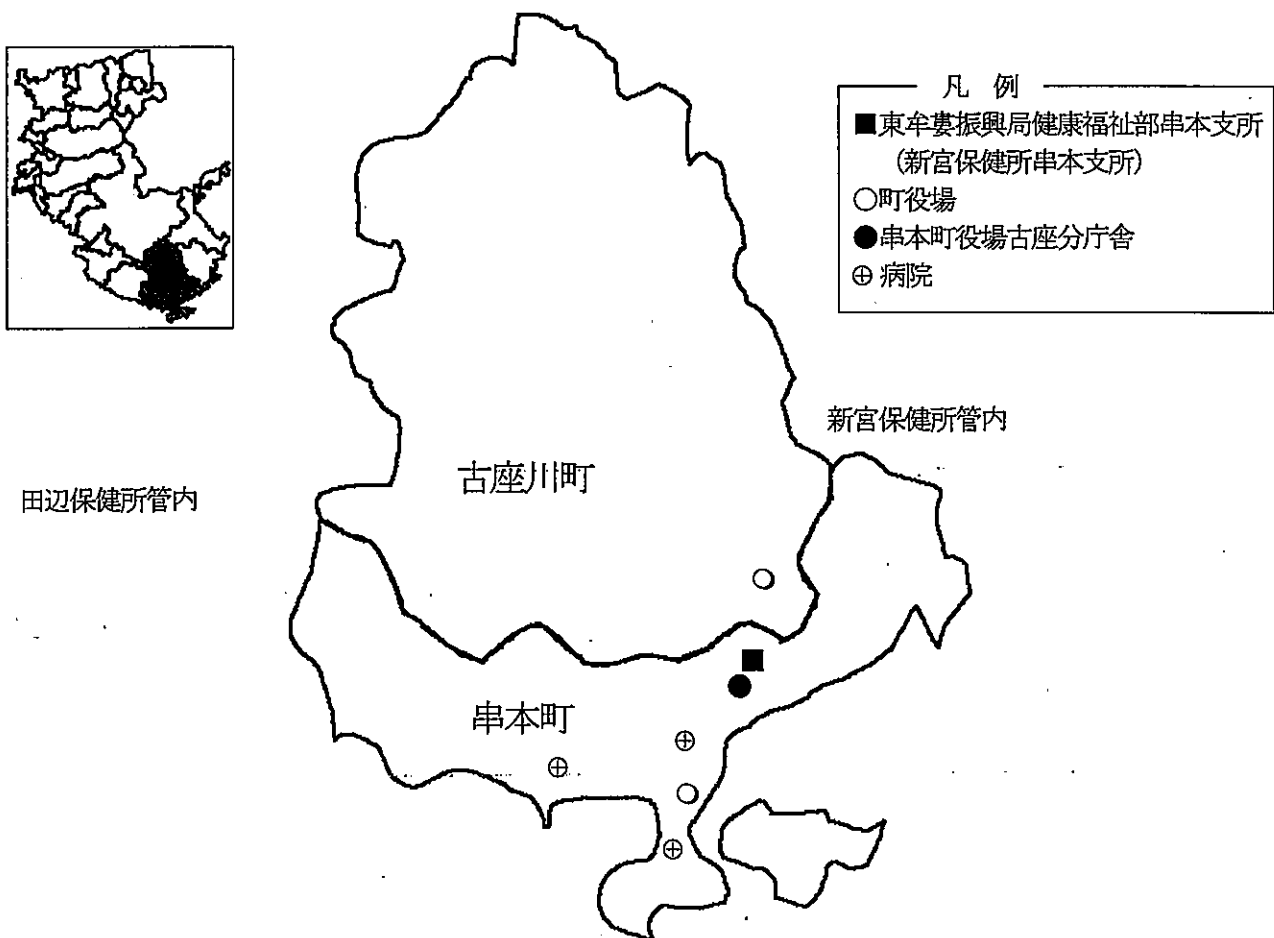 凡 例
■東牟婁振興局健康福祉部串本支所
(新宮保健所串本支所)
○町役場
●串本町役場古座分庁舎
⊕病院
新宮保健所管内
古座川町
田辺保健所管内
串本町